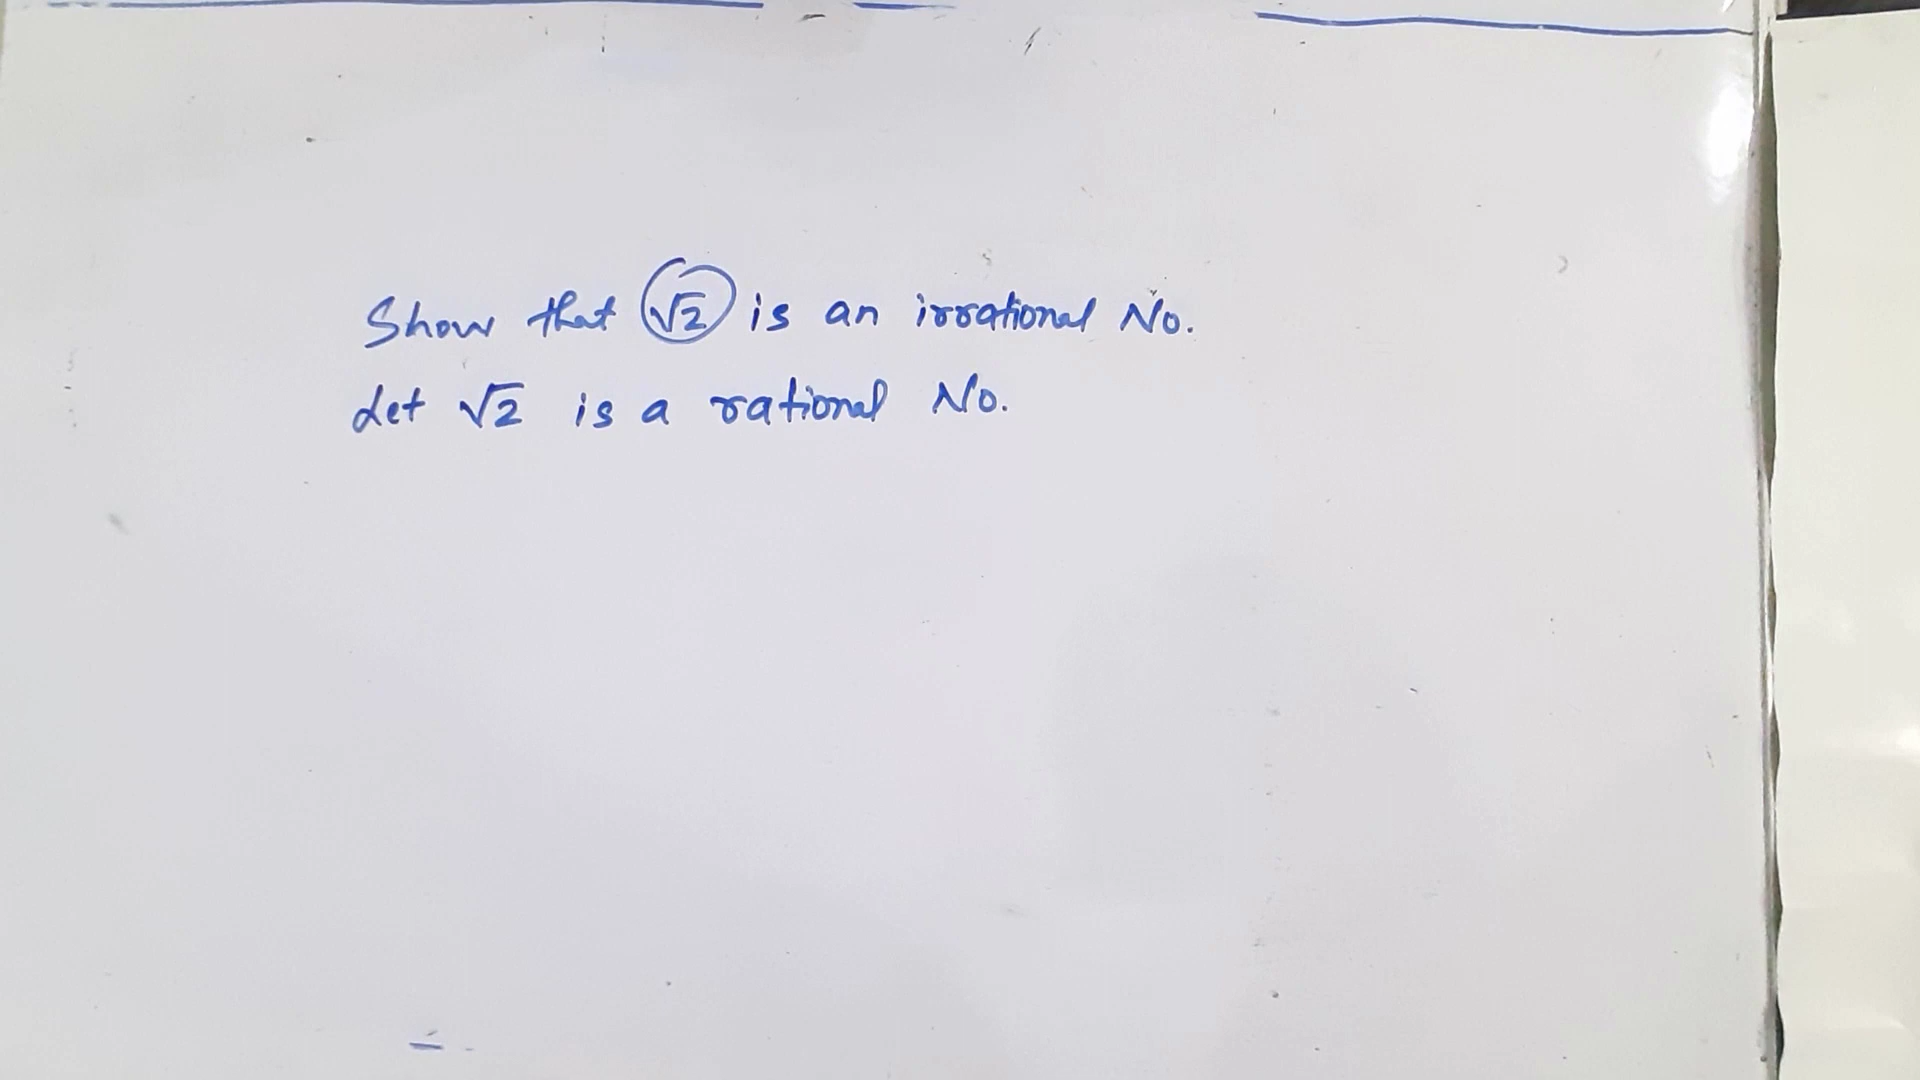 Show that √2 is an irrational No.
Let √2 is a rational No.